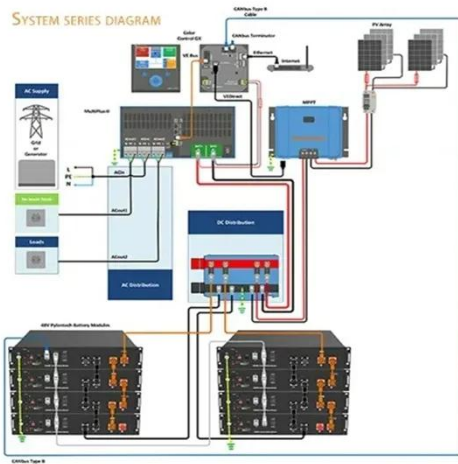 SYSTEM SERIES DIAGRAM
CANbus Type B
Cable
Color
Control GX
CANbus Terminator
PV Array
VE Bus
Ethernet
Internet
AC Supply
VE Direct
MPPT
MultiPlus-II
Grid
or
Generator
L
PE
N
ACin
ACout1
Loads
ACout2
DC Distribution
AC Distribution
48V Pylontech Battery Modules
CANbus Type B